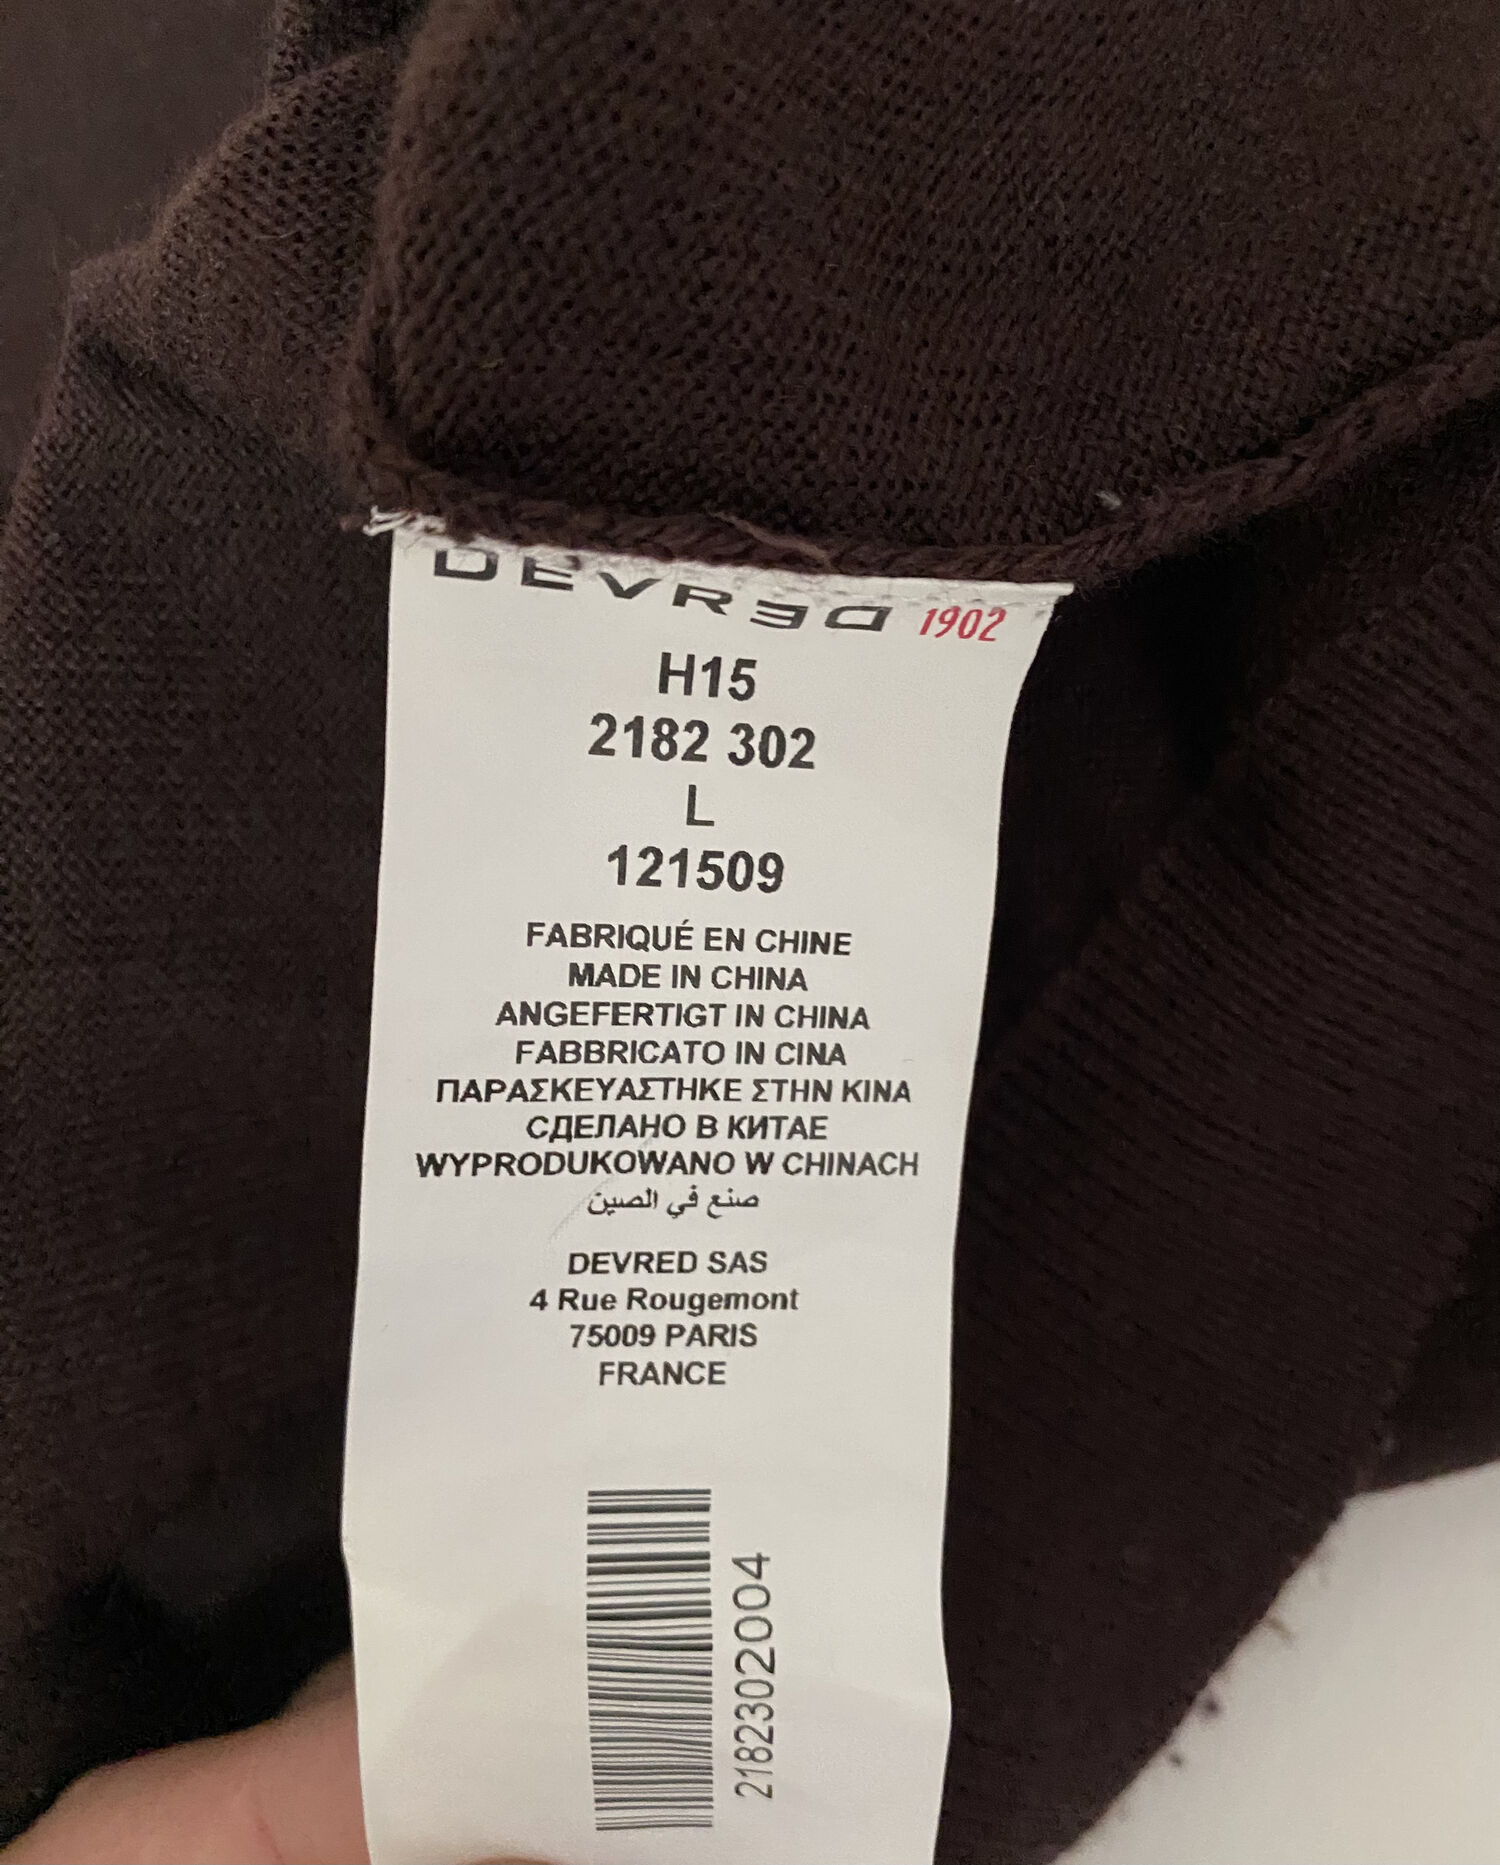 DEVRED 1902
H15
2182 302
L
121509
FABRIQUÉ EN CHINE
MADE IN CHINA
ANGEFERTIGT IN CHINA
FABBRICATO IN CINA
ΠΑΡΑΣΚΕΥΑΣΤΗΚΕ ΣΤΗΝ ΚΙΝΑ
СДЕЛАНО В КИТАЕ
WYPRODUKOWANO W CHINACH
صنع في الصين
DEVRED SAS
4 Rue Rougemont
75009 PARIS
FRANCE
2182302004